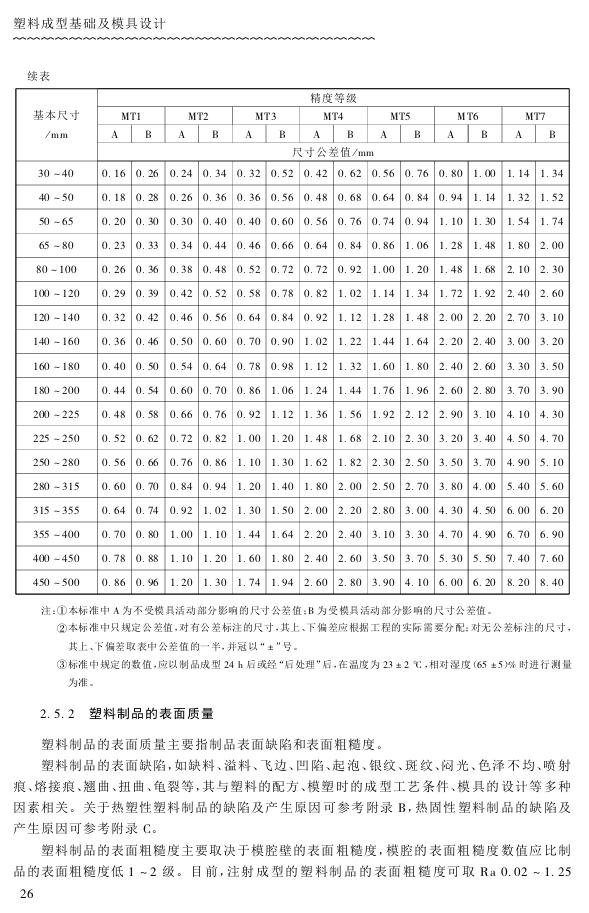 塑料成型基础及模具设计
续表
基本尺寸/mm 精度等级
MT1 MT2 MT3 MT4 MT5 MT6 MT7
A B A B A B A B A B A B A B
尺寸公差值/mm
30~40 0.16 0.26 0.24 0.34 0.32 0.52 0.42 0.62 0.56 0.76 0.80 1.00 1.14 1.34
40~50 0.18 0.28 0.26 0.36 0.36 0.56 0.48 0.68 0.64 0.84 0.94 1.14 1.32 1.52
50~65 0.20 0.30 0.30 0.40 0.40 0.60 0.56 0.76 0.74 0.94 1.10 1.30 1.54 1.74
65~80 0.23 0.33 0.34 0.44 0.46 0.66 0.64 0.84 0.86 1.06 1.28 1.48 1.80 2.00
80~100 0.26 0.36 0.38 0.48 0.52 0.72 0.72 0.92 1.00 1.20 1.48 1.68 2.10 2.30
100~120 0.29 0.39 0.42 0.52 0.58 0.78 0.82 1.02 1.14 1.34 1.72 1.92 2.40 2.60
120~140 0.32 0.42 0.46 0.56 0.64 0.84 0.92 1.12 1.28 1.48 2.00 2.20 2.70 3.10
140~160 0.36 0.46 0.50 0.60 0.70 0.90 1.02 1.22 1.44 1.64 2.20 2.40 3.00 3.20
160~180 0.40 0.50 0.54 0.64 0.78 0.98 1.12 1.32 1.60 1.80 2.40 2.60 3.30 3.50
180~200 0.44 0.54 0.60 0.70 0.86 1.06 1.24 1.44 1.76 1.96 2.60 2.80 3.70 3.90
200~225 0.48 0.58 0.66 0.76 0.92 1.12 1.36 1.56 1.92 2.12 2.90 3.10 4.10 4.30
225~250 0.52 0.62 0.72 0.82 1.00 1.20 1.48 1.68 2.10 2.30 3.20 3.40 4.50 4.70
250~280 0.56 0.66 0.76 0.86 1.10 1.30 1.62 1.82 2.30 2.50 3.50 3.70 4.90 5.10
280~315 0.60 0.70 0.84 0.94 1.20 1.40 1.80 2.00 2.50 2.70 3.80 4.00 5.40 5.60
315~355 0.64 0.74 0.92 1.02 1.30 1.50 2.00 2.20 2.80 3.00 4.30 4.50 6.00 6.20
355~400 0.70 0.80 1.00 1.10 1.44 1.64 2.20 2.40 3.10 3.30 4.70 4.90 6.70 6.90
400~450 0.78 0.88 1.10 1.20 1.60 1.80 2.40 2.60 3.50 3.70 5.30 5.50 7.40 7.60
450~500 0.86 0.96 1.20 1.30 1.74 1.94 2.60 2.80 3.90 4.10 6.00 6.20 8.20 8.40
注:①本标准中 A 为不受模具活动部分影响的尺寸公差值;B 为受模具活动部分影响的尺寸公差值。
②本标准中只规定公差值,对有公差标注的尺寸,其上、下偏差应根据工程的实际需要分配;对无公差标注的尺寸,
其上、下偏差取表中公差值的一半,并冠以“±”号。
③标准中规定的数值,应以制品成型 24 h 后或经“后处理”后,在温度为 23±2 ℃,相对湿度(65±5)%时进行测量
为准。
2.5.2 塑料制品的表面质量
塑料制品的表面质量主要指制品表面缺陷和表面粗糙度。
塑料制品的表面缺陷,如缺料、溢料、飞边、凹陷、起泡、银纹、斑纹、闷光、色泽不均、喷射
痕、熔接痕、翘曲、扭曲、龟裂等,其与塑料的配方、模塑时的成型工艺条件、模具的设计等多种
因素相关。关于热塑性塑料制品的缺陷及产生原因可参考附录 B,热固性塑料制品的缺陷及
产生原因可参考附录 C。
塑料制品的表面粗糙度主要取决于模腔壁的表面粗糙度,模腔的表面粗糙度数值应比制
品的表面粗糙度低 1~2 级。目前,注射成型的塑料制品的表面粗糙度可取 Ra 0.02~1.25
26